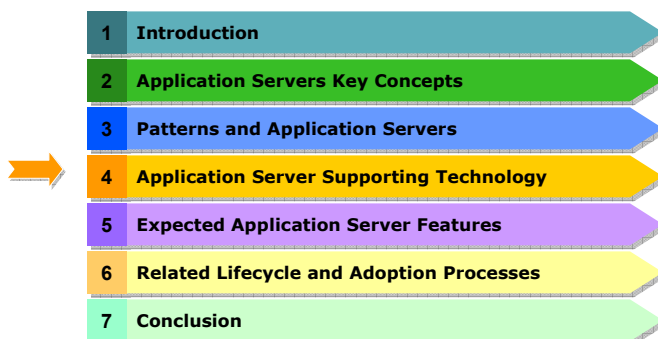 1 Introduction
2 Application Servers Key Concepts
3 Patterns and Application Servers
4 Application Server Supporting Technology
5 Expected Application Server Features
6 Related Lifecycle and Adoption Processes
7 Conclusion